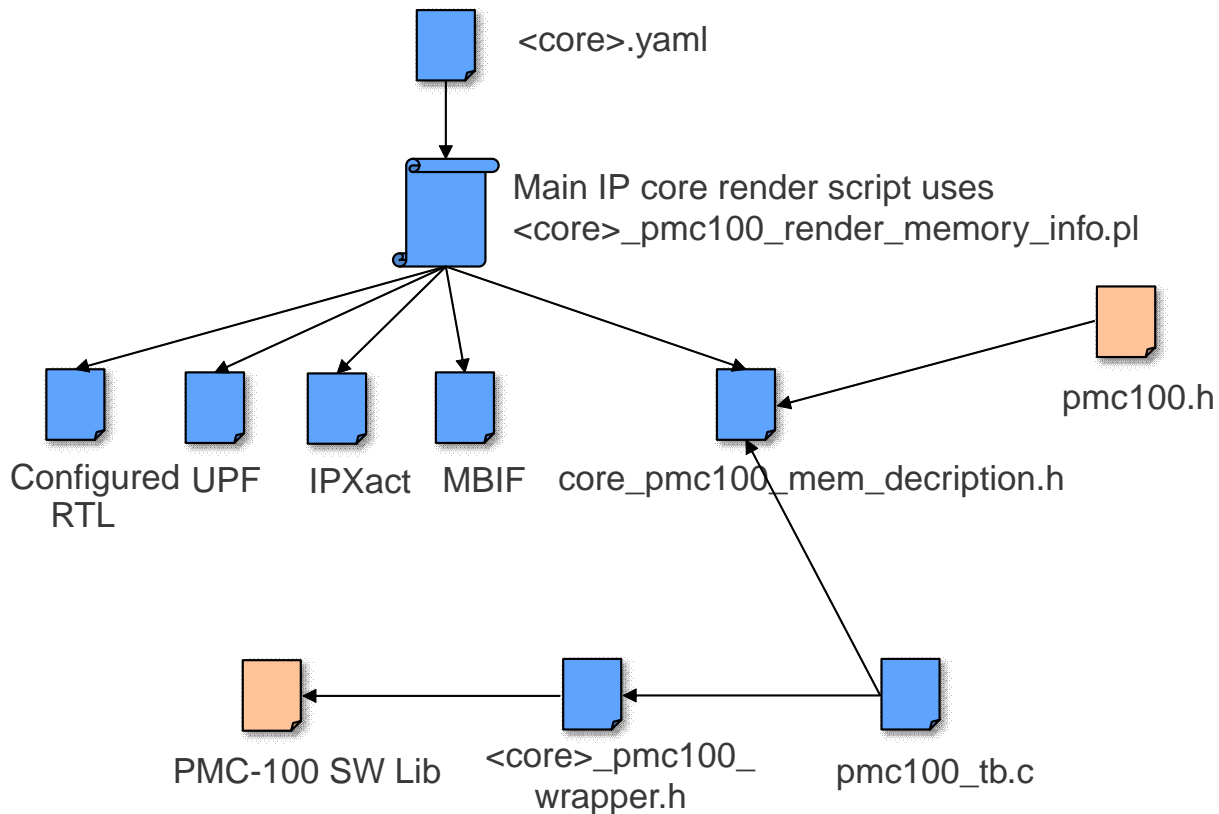 <core>.yaml
Main IP core render script uses
<core>_pmc100_render_memory_info.pl
pmc100.h
Configured
RTL
UPF
IPXact
MBIF
core_pmc100_mem_decription.h
PMC-100 SW Lib
<core>_pmc100_
wrapper.h
pmc100_tb.c